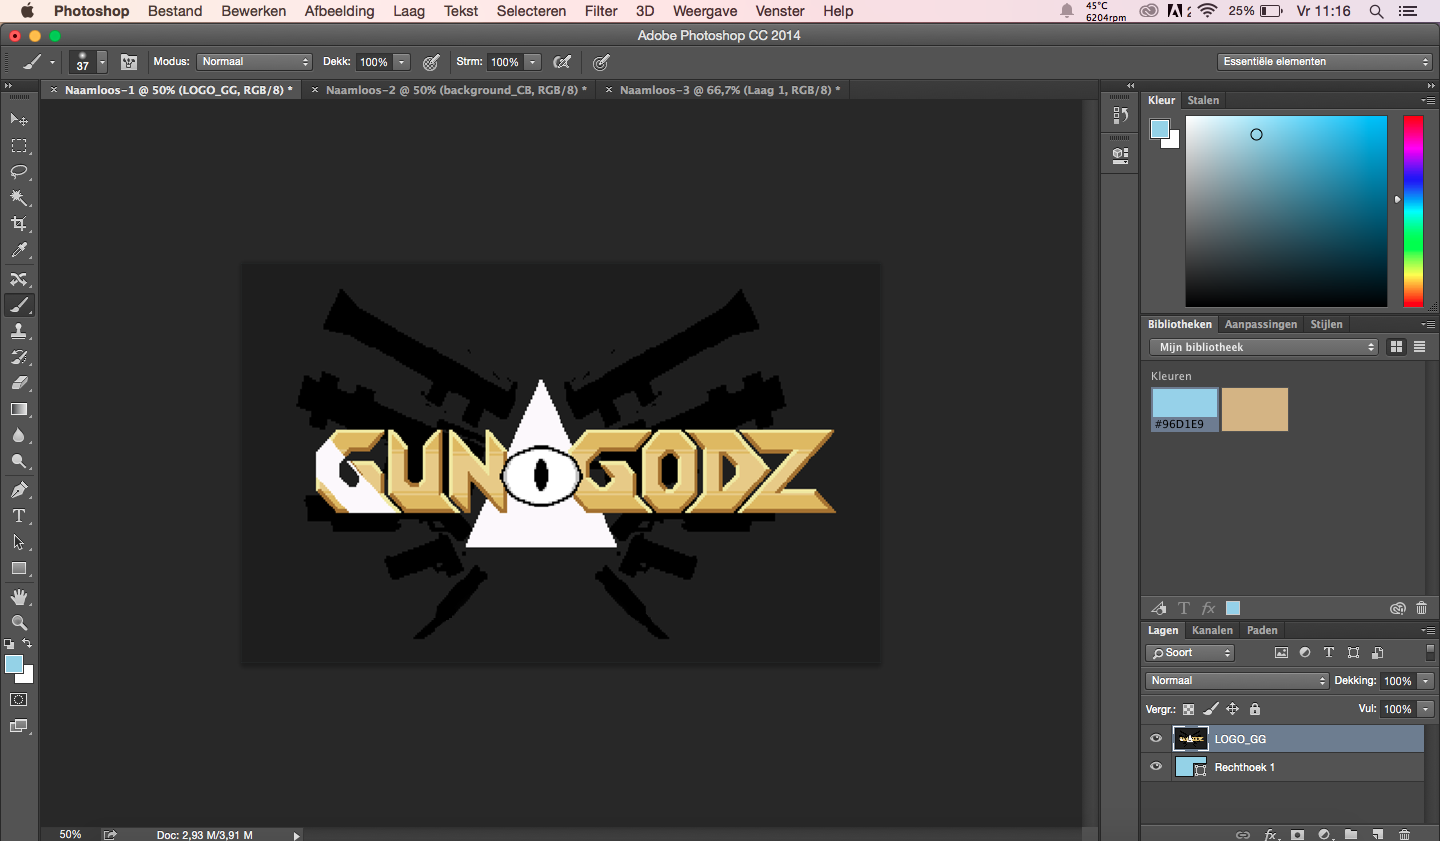 Photoshop Bestand Bewerken Afbeelding Laag Tekst Selecteren Filter 3D Weergave Venster Help
45°C
6204rpm
2
25%
Vr 11:16
Adobe Photoshop CC 2014
37
Modus: Normaal
Dekk: 100%
Strm: 100%
Essentiële elementen
× Naamloos-1 @ 50% (LOGO_GG, RGB/8) *
× Naamloos-2 @ 50% (background_CB, RGB/8) *
× Naamloos-3 @ 66,7% (Laag 1, RGB/8) *
GUN GODZ
Kleur Stalen
Bibliotheken Aanpassingen Stijlen
Mijn bibliotheek
Kleuren
#96D1E9
T fx
Lagen Kanalen Paden
Soort
T
Normaal Dekking: 100%
Vergr.: Vul: 100%
LOGO_GG
Rechthoek 1
fx
50% Doc: 2,93 M/3,91 M